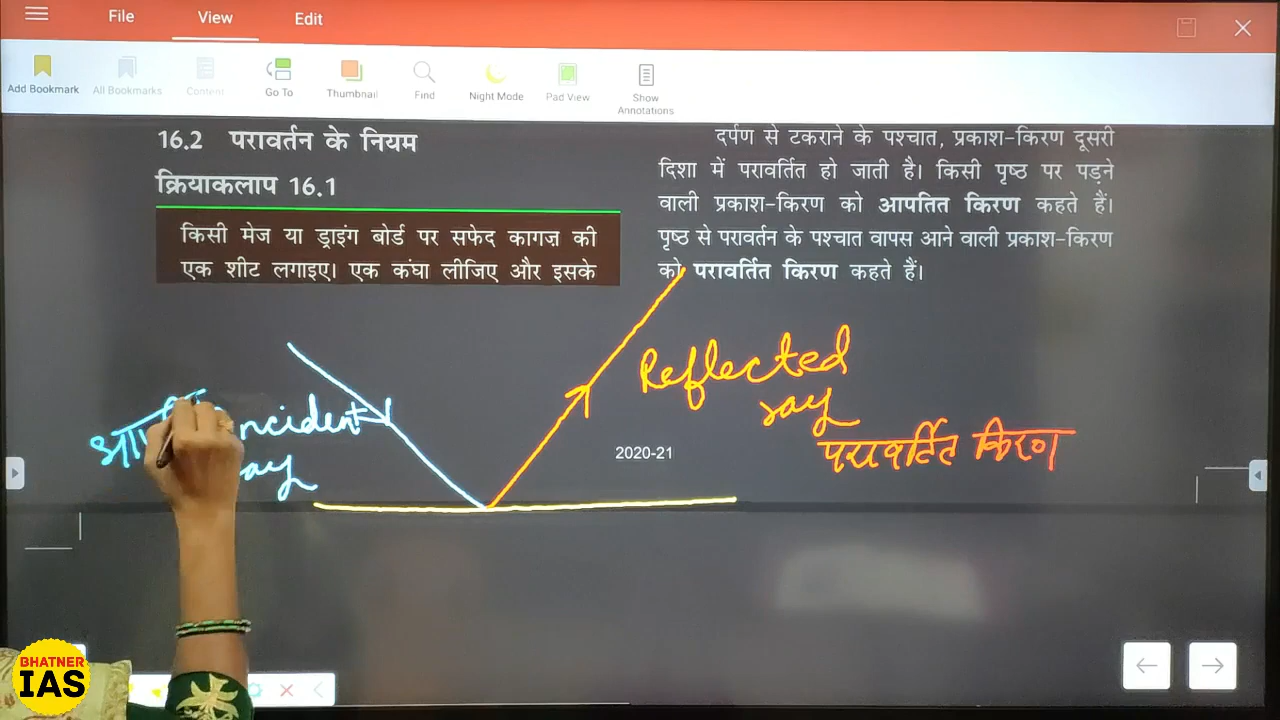 File View Edit
Add Bookmark All Bookmarks Content Go To Thumbnail Find Night Mode Pad View Show Annotations
16.2 परावर्तन के नियम
क्रियाकलाप 16.1
किसी मेज या ड्राइंग बोर्ड पर सफेद कागज की
एक शीट लगाइए। एक कंघा लीजिए और इसके
दर्पण से टकराने के पश्चात, प्रकाश-किरण दूसरी
दिशा में परावर्तित हो जाती है। किसी पृष्ठ पर पड़ने
वाली प्रकाश-किरण को आपतित किरण कहते हैं।
पृष्ठ से परावर्तन के पश्चात वापस आने वाली प्रकाश-किरण
को परावर्तित किरण कहते हैं।
Reflected
ray
परावर्तित किरण
2020-21
BHATNER
IAS